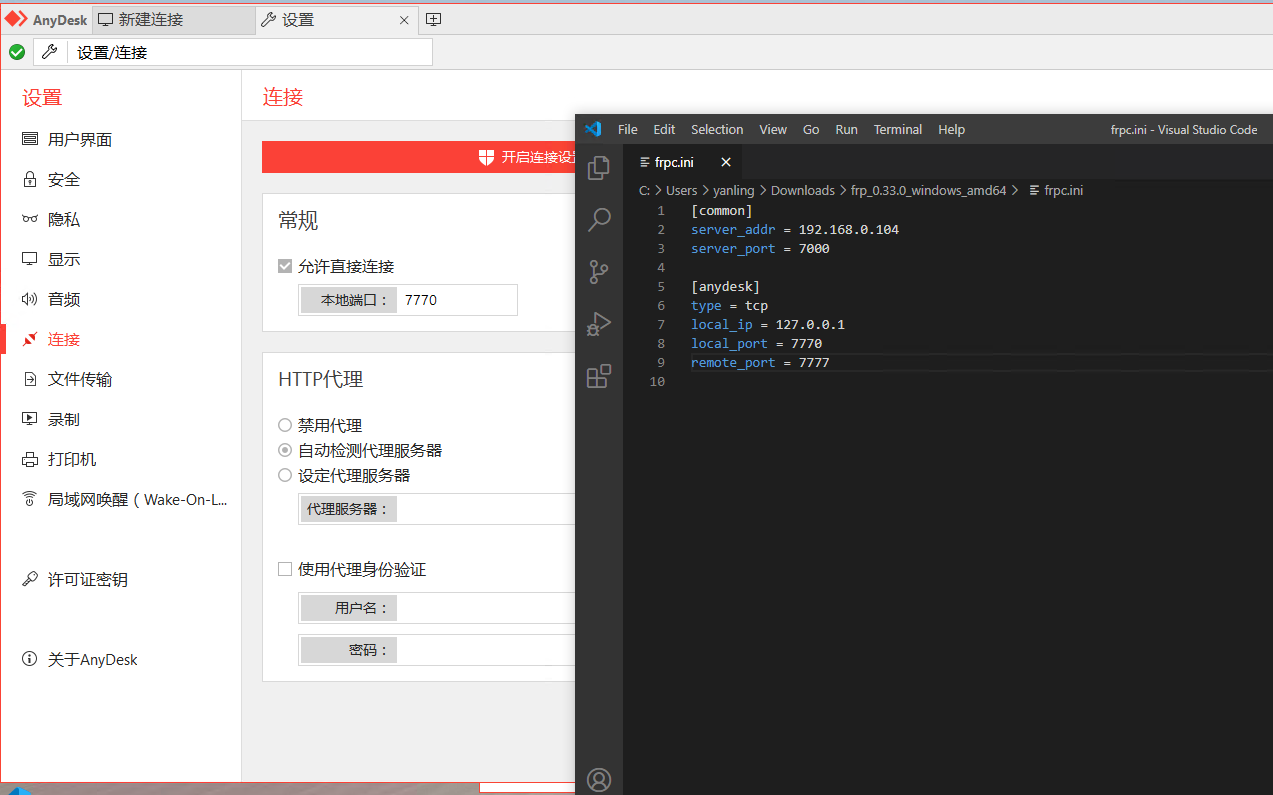 AnyDesk
新建连接
设置
设置/连接
设置
用户界面
安全
隐私
显示
音频
连接
文件传输
录制
打印机
局域网唤醒（Wake-On-L...
许可证密钥
关于AnyDesk
连接
开启连接设
常规
允许直接连接
本地端口：
7770
HTTP代理
禁用代理
自动检测代理服务器
设定代理服务器
代理服务器：
使用代理身份验证
用户名：
密码：
File Edit Selection View Go Run Terminal Help
frpc.ini - Visual Studio Code
frpc.ini
C: > Users > yanling > Downloads > frp_0.33.0_windows_amd64 > frpc.ini
1 [common]
2 server_addr = 192.168.0.104
3 server_port = 7000
4
5 [anydesk]
6 type = tcp
7 local_ip = 127.0.0.1
8 local_port = 7770
9 remote_port = 7777
10